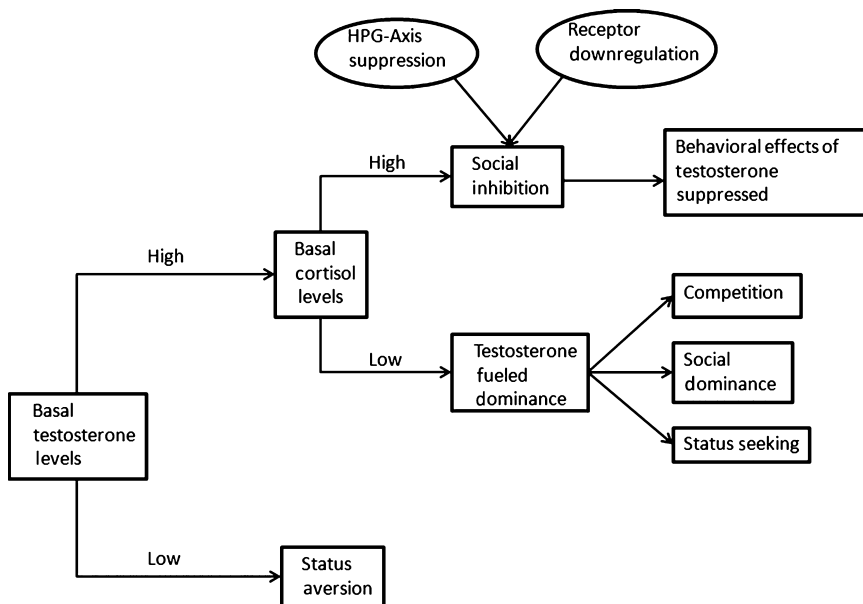 HPG-Axis
suppression
Receptor
downregulation
High
Social
inhibition
Behavioral effects of
testosterone
suppressed
High
Basal
cortisol
levels
Competition
Low
Testosterone
fueled
dominance
Social
dominance
Basal
testosterone
levels
Status seeking
Low
Status
aversion